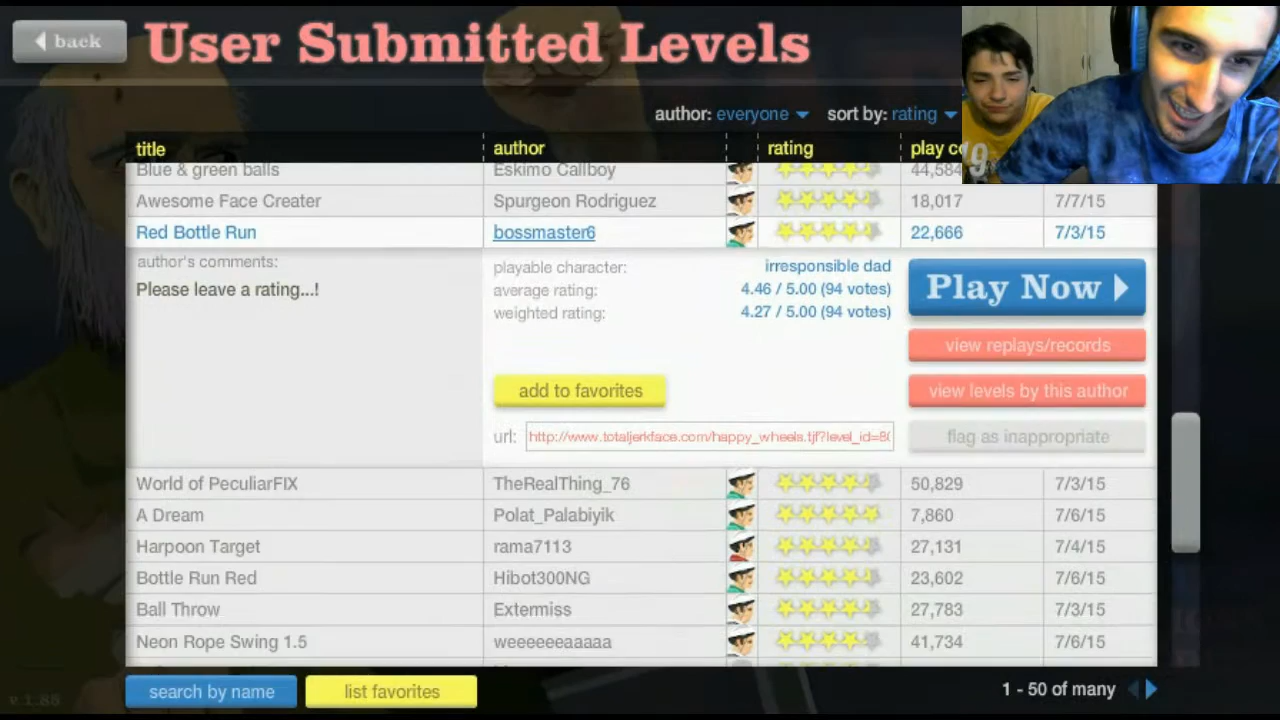 back
User Submitted Levels
author: everyone sort by: rating
title author rating play co
Blue & green balls Eskimo Callboy 44,584
Awesome Face Creater Spurgeon Rodriguez 18,017 7/7/15
Red Bottle Run bossmaster6 22,666 7/3/15
author's comments:
Please leave a rating...!
playable character: irresponsible dad
average rating: 4.46 / 5.00 (94 votes)
weighted rating: 4.27 / 5.00 (94 votes)
Play Now
view replays/records
add to favorites
view levels by this author
url: http://www.totaljerkface.com/happy_wheels.tjf?level_id=8
flag as inappropriate
World of PeculiarFIX TheRealThing_76 50,829 7/3/15
A Dream Polat_Palabiyik 7,860 7/6/15
Harpoon Target rama7113 27,131 7/4/15
Bottle Run Red Hibot300NG 23,602 7/6/15
Ball Throw Extermiss 27,783 7/3/15
Neon Rope Swing 1.5 weeeeeeaaaaa 41,734 7/6/15
search by name list favorites 1 - 50 of many